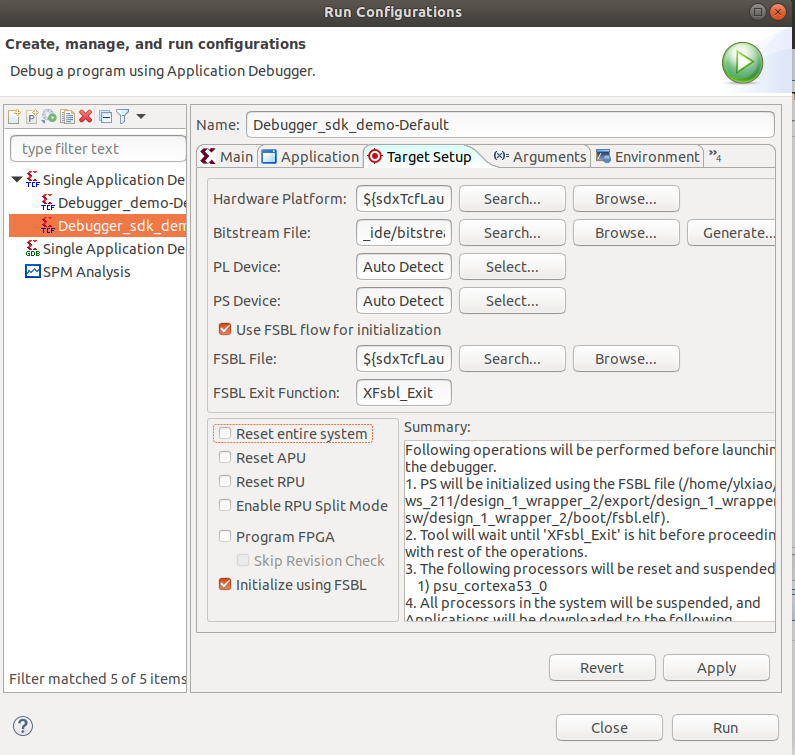 Run Configurations
Create, manage, and run configurations
Debug a program using Application Debugger.
Name: Debugger_sdk_demo-Default
type filter text
Main Application Target Setup (x)= Arguments Environment »4
Single Application De
Debugger_demo-De
Debugger_sdk_dem
Single Application De
SPM Analysis
Hardware Platform: ${sdxTcfLau Search... Browse...
Bitstream File: _ide/bitstrea Search... Browse... Generate...
PL Device: Auto Detect Select...
PS Device: Auto Detect Select...
Use FSBL flow for initialization
FSBL File: ${sdxTcfLau Search... Browse...
FSBL Exit Function: XFsbl_Exit
Reset entire system
Reset APU
Reset RPU
Enable RPU Split Mode
Program FPGA
Skip Revision Check
Initialize using FSBL
Summary:
Following operations will be performed before launchin
the debugger.
1. PS will be initialized using the FSBL file (/home/ylxiao/
ws_211/design_1_wrapper_2/export/design_1_wrapper
sw/design_1_wrapper_2/boot/fsbl.elf).
2. Tool will wait until 'XFsbl_Exit' is hit before proceedin
with rest of the operations.
3. The following processors will be reset and suspended
1) psu_cortexa53_0
4. All processors in the system will be suspended, and
Applications will be downloaded to the following
Filter matched 5 of 5 items
Revert Apply
? Close Run